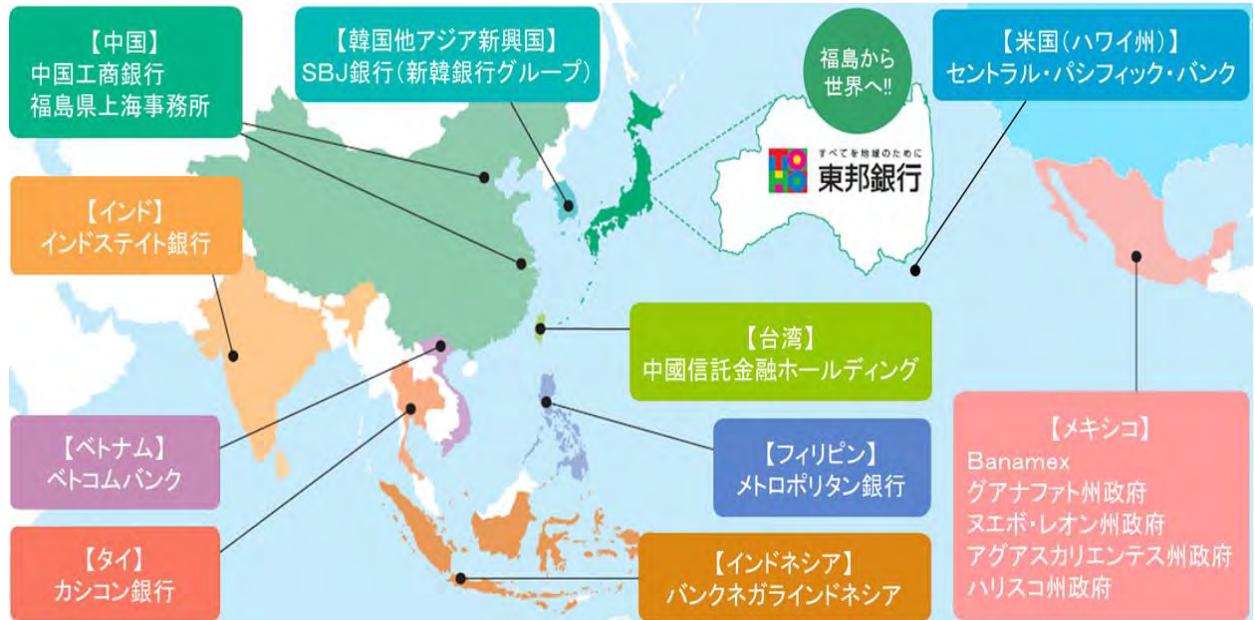 【中国】
中国工商銀行
福島県上海事務所
【韓国他アジア新興国】
SBJ銀行(新韓銀行グループ)
福島から
世界へ!!
【米国(ハワイ州)】
セントラル・パシフィック・バンク
TOHO
すべてを地域のために
東邦銀行
【インド】
インドステイト銀行
【台湾】
中國信託金融ホールディング
【ベトナム】
ベトコムバンク
【フィリピン】
メトロポリタン銀行
【メキシコ】
Banamex
グアナファト州政府
ヌエボ・レオン州政府
アグアスカリエンテス州政府
ハリスコ州政府
【タイ】
カシコン銀行
【インドネシア】
バンクネガラインドネシア